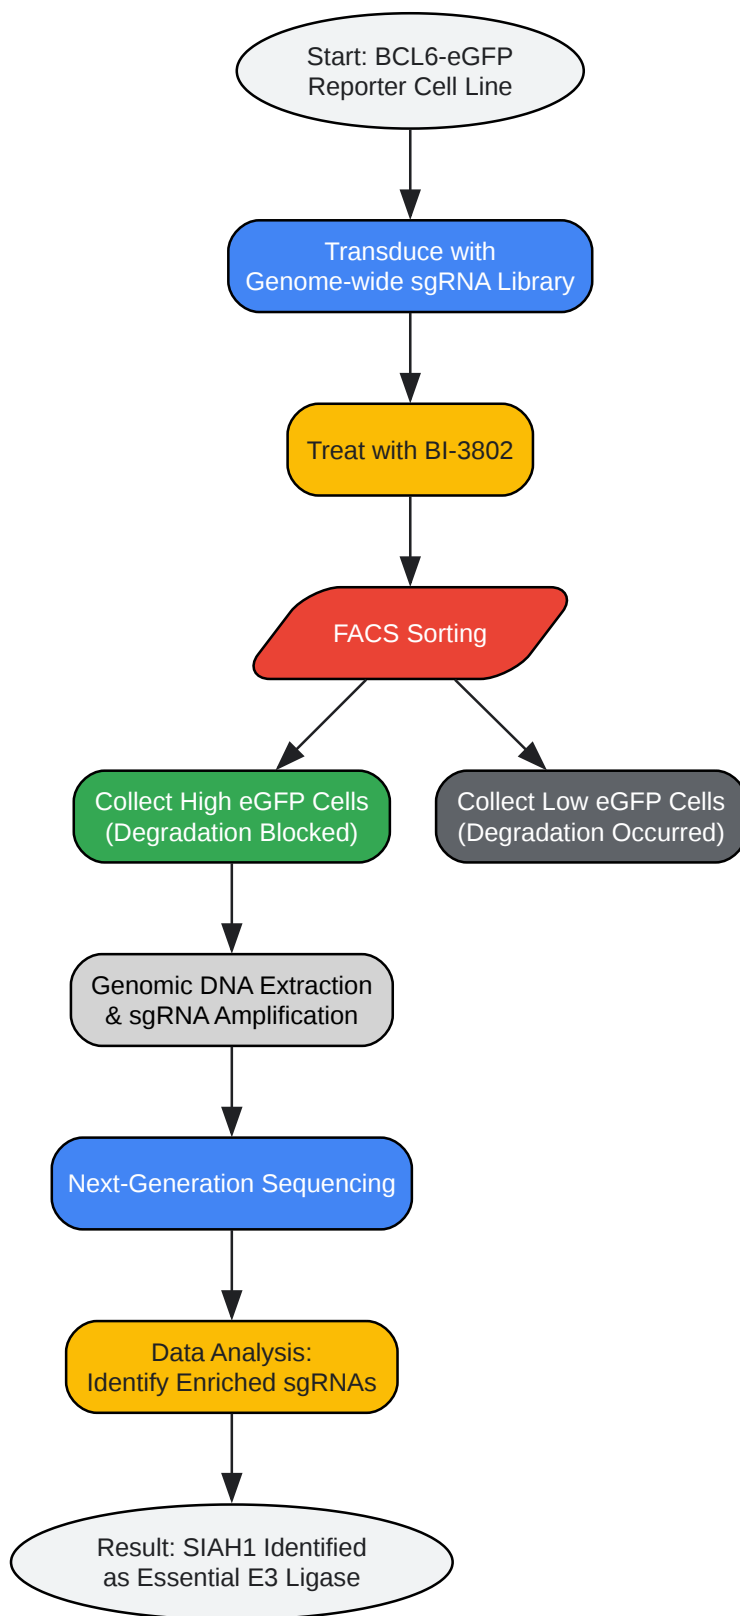 Start: BCL6-eGFP
Reporter Cell Line
Transduce with
Genome-wide sgRNA Library
Treat with BI-3802
FACS Sorting
Collect High eGFP Cells
(Degradation Blocked)
Collect Low eGFP Cells
(Degradation Occurred)
Genomic DNA Extraction
& sgRNA Amplification
Next-Generation Sequencing
Data Analysis:
Identify Enriched sgRNAs
Result: SIAH1 Identified
as Essential E3 Ligase